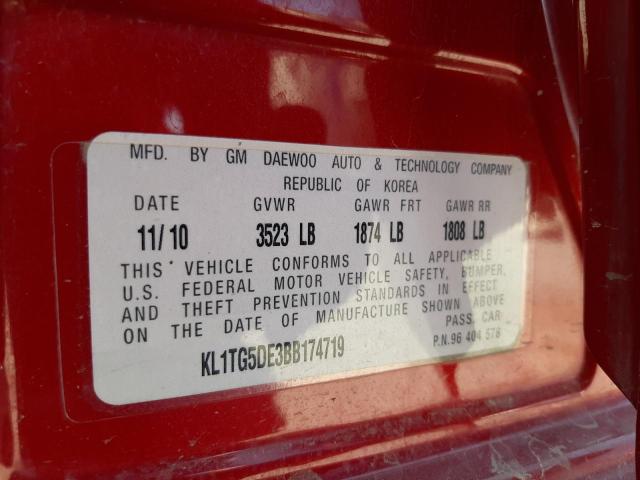 MFD. BY GM DAEWOO AUTO & TECHNOLOGY COMPANY
REPUBLIC OF KOREA
DATE GVWR GAWR FRT GAWR RR
11/10 3523 LB 1874 LB 1808 LB
THIS VEHICLE CONFORMS TO ALL APPLICABLE
U.S. FEDERAL MOTOR VEHICLE SAFETY, BUMPER,
AND THEFT PREVENTION STANDARDS IN EFFECT
ON THE DATE OF MANUFACTURE SHOWN ABOVE
PASS. CAR
KL1TG5DE3BB174719 P.N.96 404 578